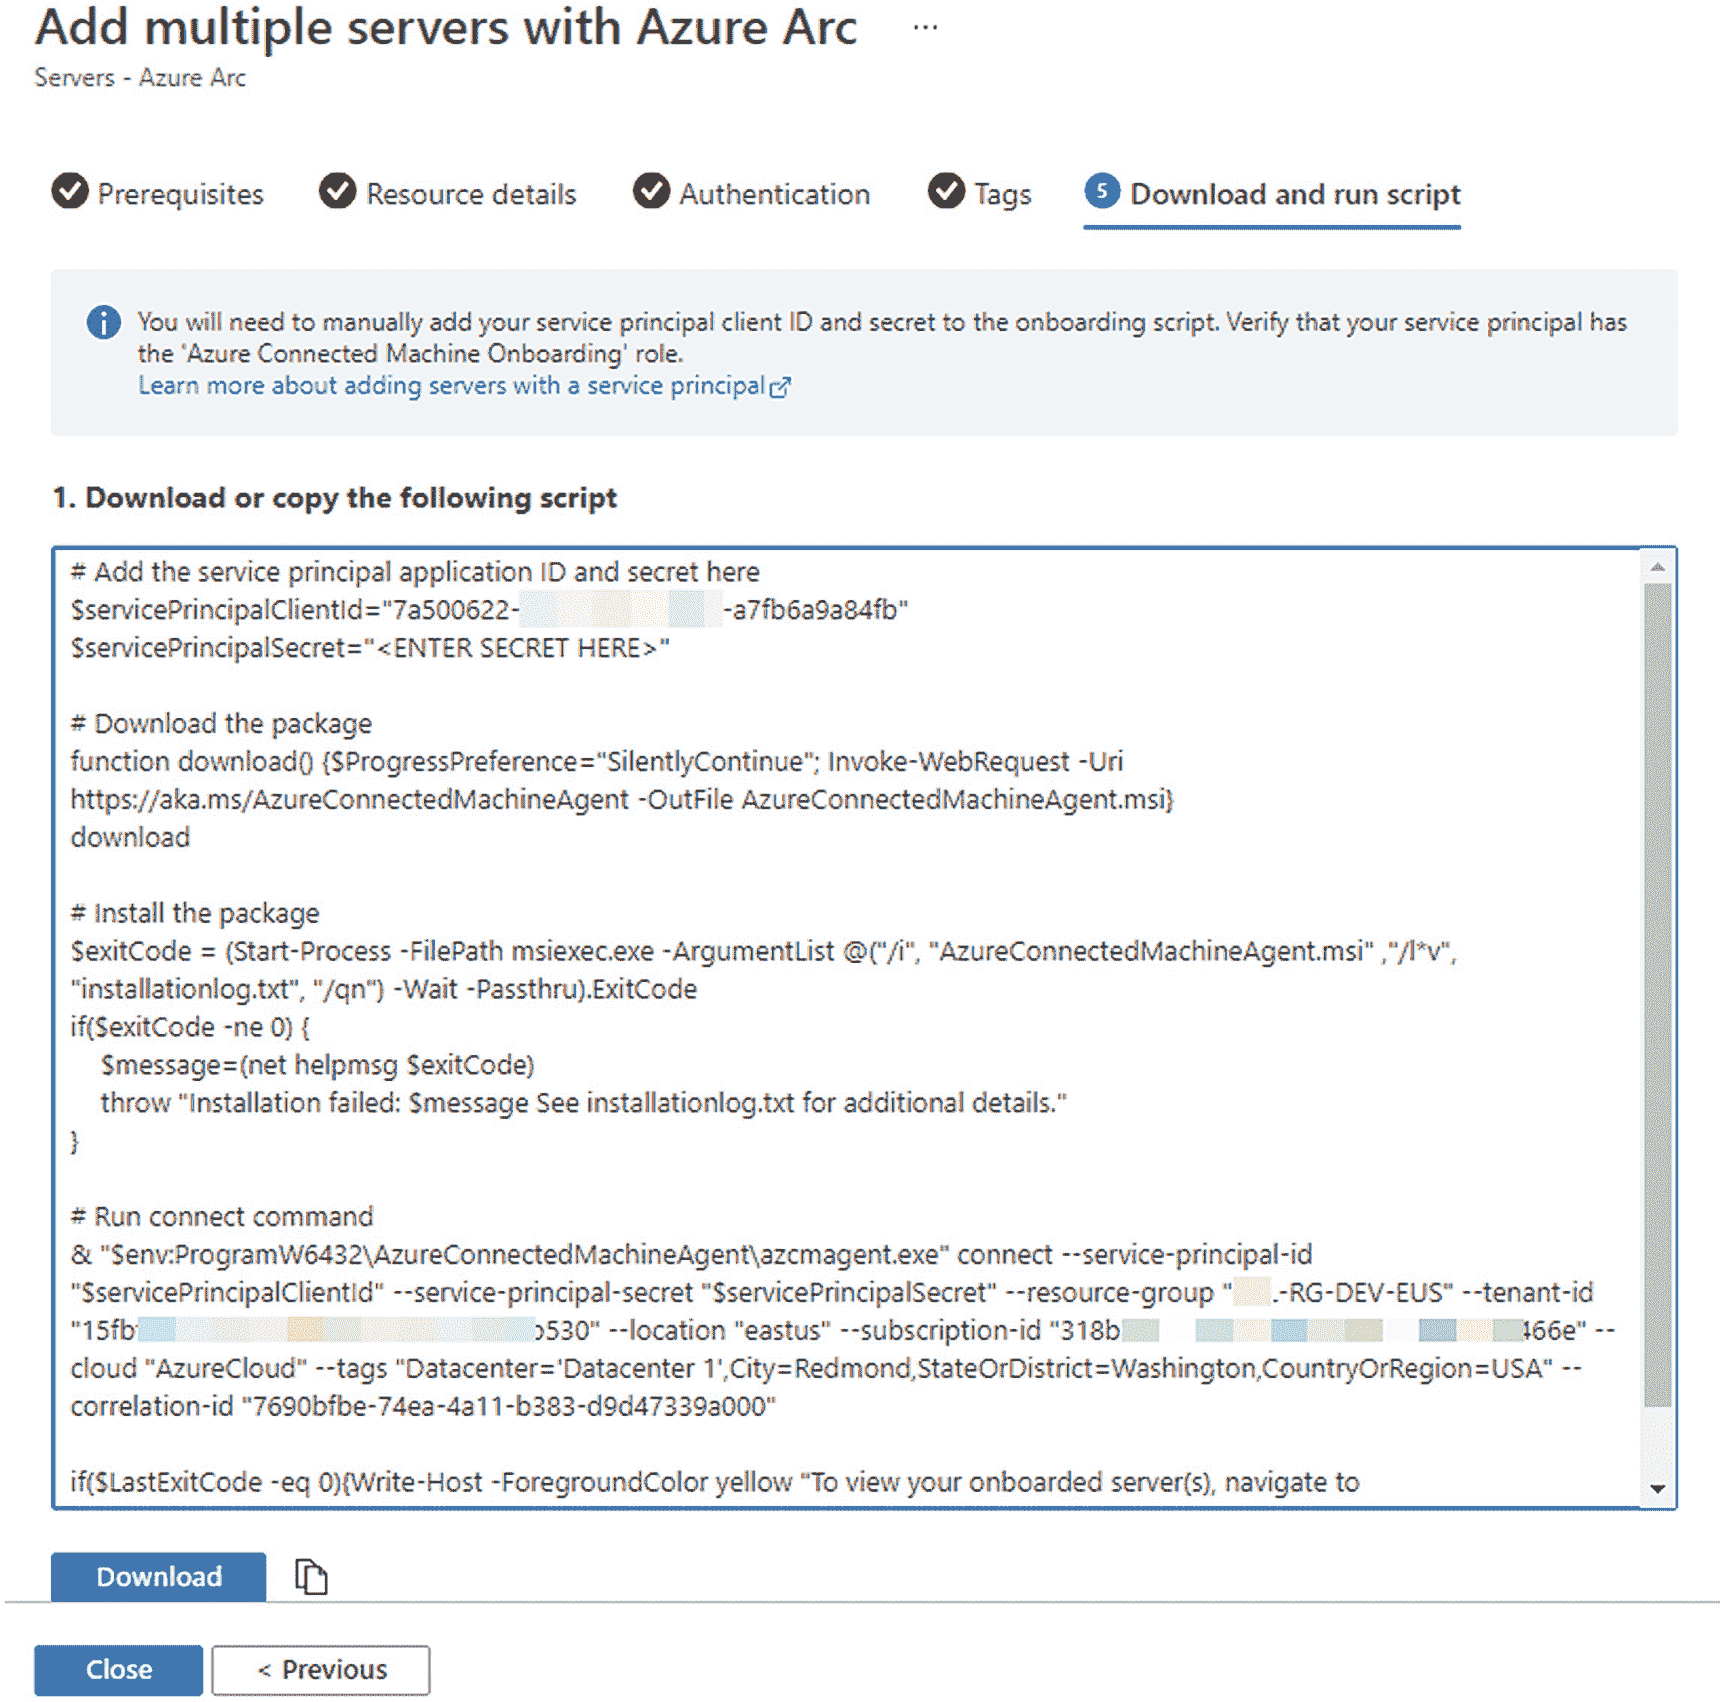 Add multiple servers with Azure Arc ...
Servers - Azure Arc
Prerequisites Resource details Authentication Tags 5 Download and run script
You will need to manually add your service principal client ID and secret to the onboarding script. Verify that your service principal has
the 'Azure Connected Machine Onboarding' role.
Learn more about adding servers with a service principal
1. Download or copy the following script
# Add the service principal application ID and secret here
$servicePrincipalClientId="7a500622- -a7fb6a9a84fb"
$servicePrincipalSecret="<ENTER SECRET HERE>"
# Download the package
function download() {$ProgressPreference="SilentlyContinue"; Invoke-WebRequest -Uri
https://aka.ms/AzureConnectedMachineAgent -OutFile AzureConnectedMachineAgent.msi}
download
# Install the package
$exitCode = (Start-Process -FilePath msiexec.exe -ArgumentList @("/i", "AzureConnectedMachineAgent.msi" ,"/l*v",
"installationlog.txt", "/qn") -Wait -Passthru).ExitCode
if($exitCode -ne 0) {
$message=(net helpmsg $exitCode)
throw "Installation failed: $message See installationlog.txt for additional details."
}
# Run connect command
& "$env:ProgramW6432\AzureConnectedMachineAgent\azcmagent.exe" connect --service-principal-id
"$servicePrincipalClientId" --service-principal-secret "$servicePrincipalSecret" --resource-group " -RG-DEV-EUS" --tenant-id
"15fb 530" --location "eastus" --subscription-id "318b 466e" --
cloud "AzureCloud" --tags "Datacenter='Datacenter 1',City=Redmond,StateOrDistrict=Washington,CountryOrRegion=USA" --
correlation-id "7690bfbe-74ea-4a11-b383-d9d47339a000"
if($LastExitCode -eq 0){Write-Host -ForegroundColor yellow "To view your onboarded server(s), navigate to
Download
Close < Previous